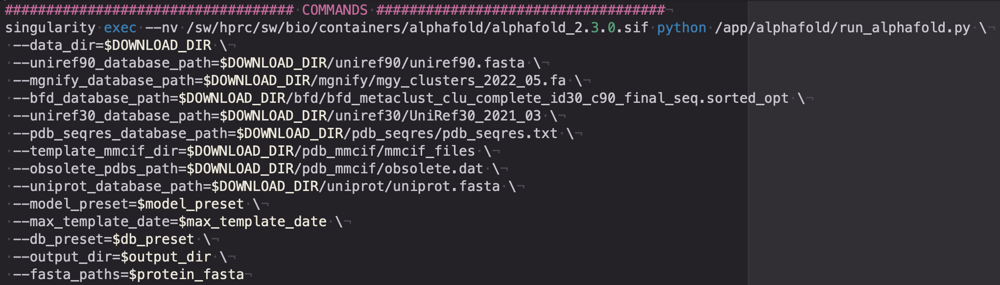 ################################### COMMANDS ###################################
singularity exec --nv /sw/hprc/sw/bio/containers/alphafold/alphafold_2.3.0.sif python /app/alphafold/run_alphafold.py \
--data_dir=$DOWNLOAD_DIR \
--uniref90_database_path=$DOWNLOAD_DIR/uniref90/uniref90.fasta \
--mgnify_database_path=$DOWNLOAD_DIR/mgnify/mgy_clusters_2022_05.fa \
--bfd_database_path=$DOWNLOAD_DIR/bfd/bfd_metaclust_clu_complete_id30_c90_final_seq.sorted_opt \
--uniref30_database_path=$DOWNLOAD_DIR/uniref30/UniRef30_2021_03 \
--pdb_seqres_database_path=$DOWNLOAD_DIR/pdb_seqres/pdb_seqres.txt \
--template_mmcif_dir=$DOWNLOAD_DIR/pdb_mmcif/mmcif_files \
--obsolete_pdbs_path=$DOWNLOAD_DIR/pdb_mmcif/obsolete.dat \
--uniprot_database_path=$DOWNLOAD_DIR/uniprot/uniprot.fasta \
--model_preset=$model_preset \
--max_template_date=$max_template_date \
--db_preset=$db_preset \
--output_dir=$output_dir \
--fasta_paths=$protein_fasta